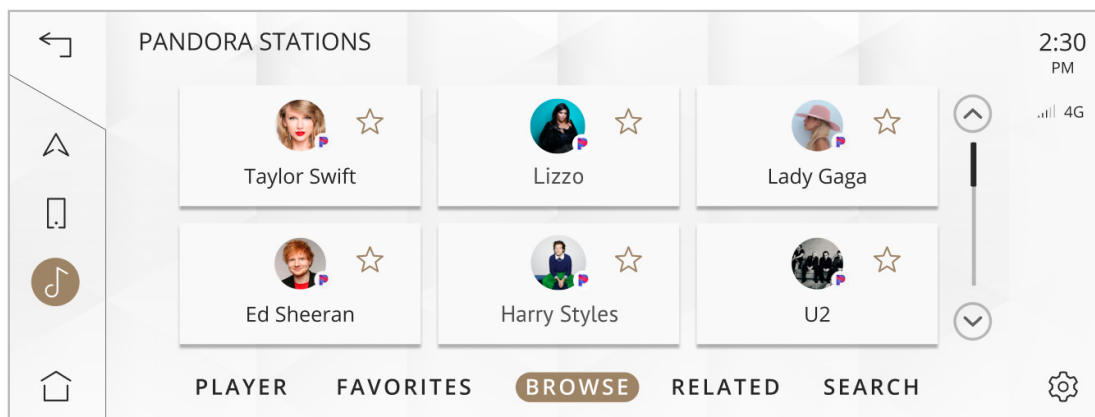 PANDORA STATIONS
2:30
PM
4G
Taylor Swift
Lizzo
Lady Gaga
Ed Sheeran
Harry Styles
U2
PLAYER FAVORITES BROWSE RELATED SEARCH